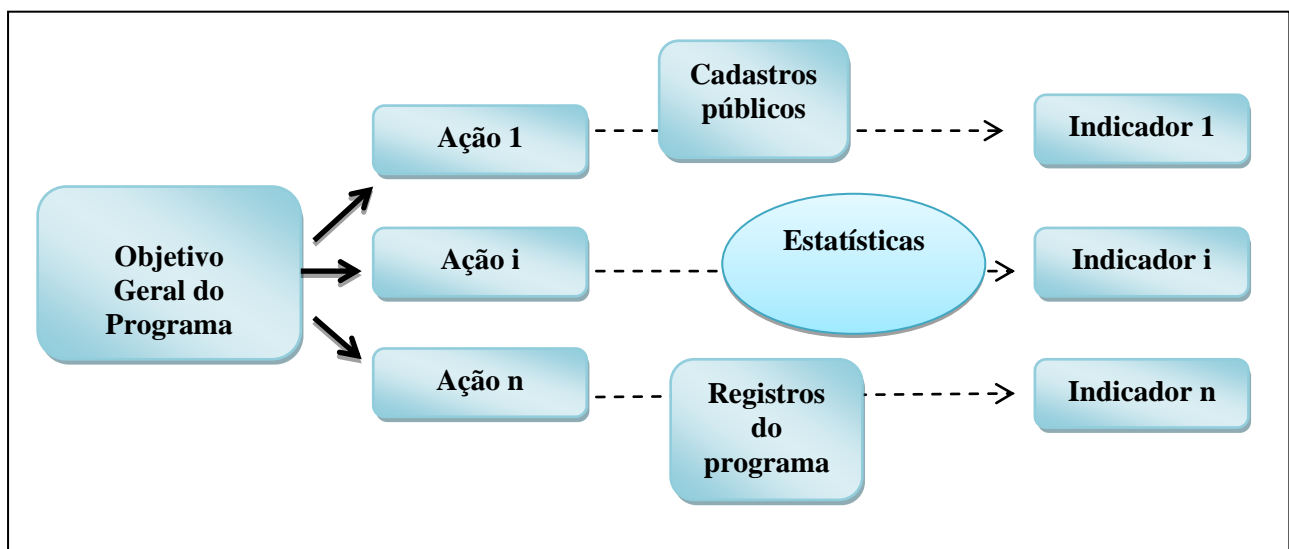 Objetivo
Geral do
Programa
Ação 1
Cadastros
públicos
Indicador 1
Ação i
Estatísticas
Indicador i
Ação n
Registros
do
programa
Indicador n